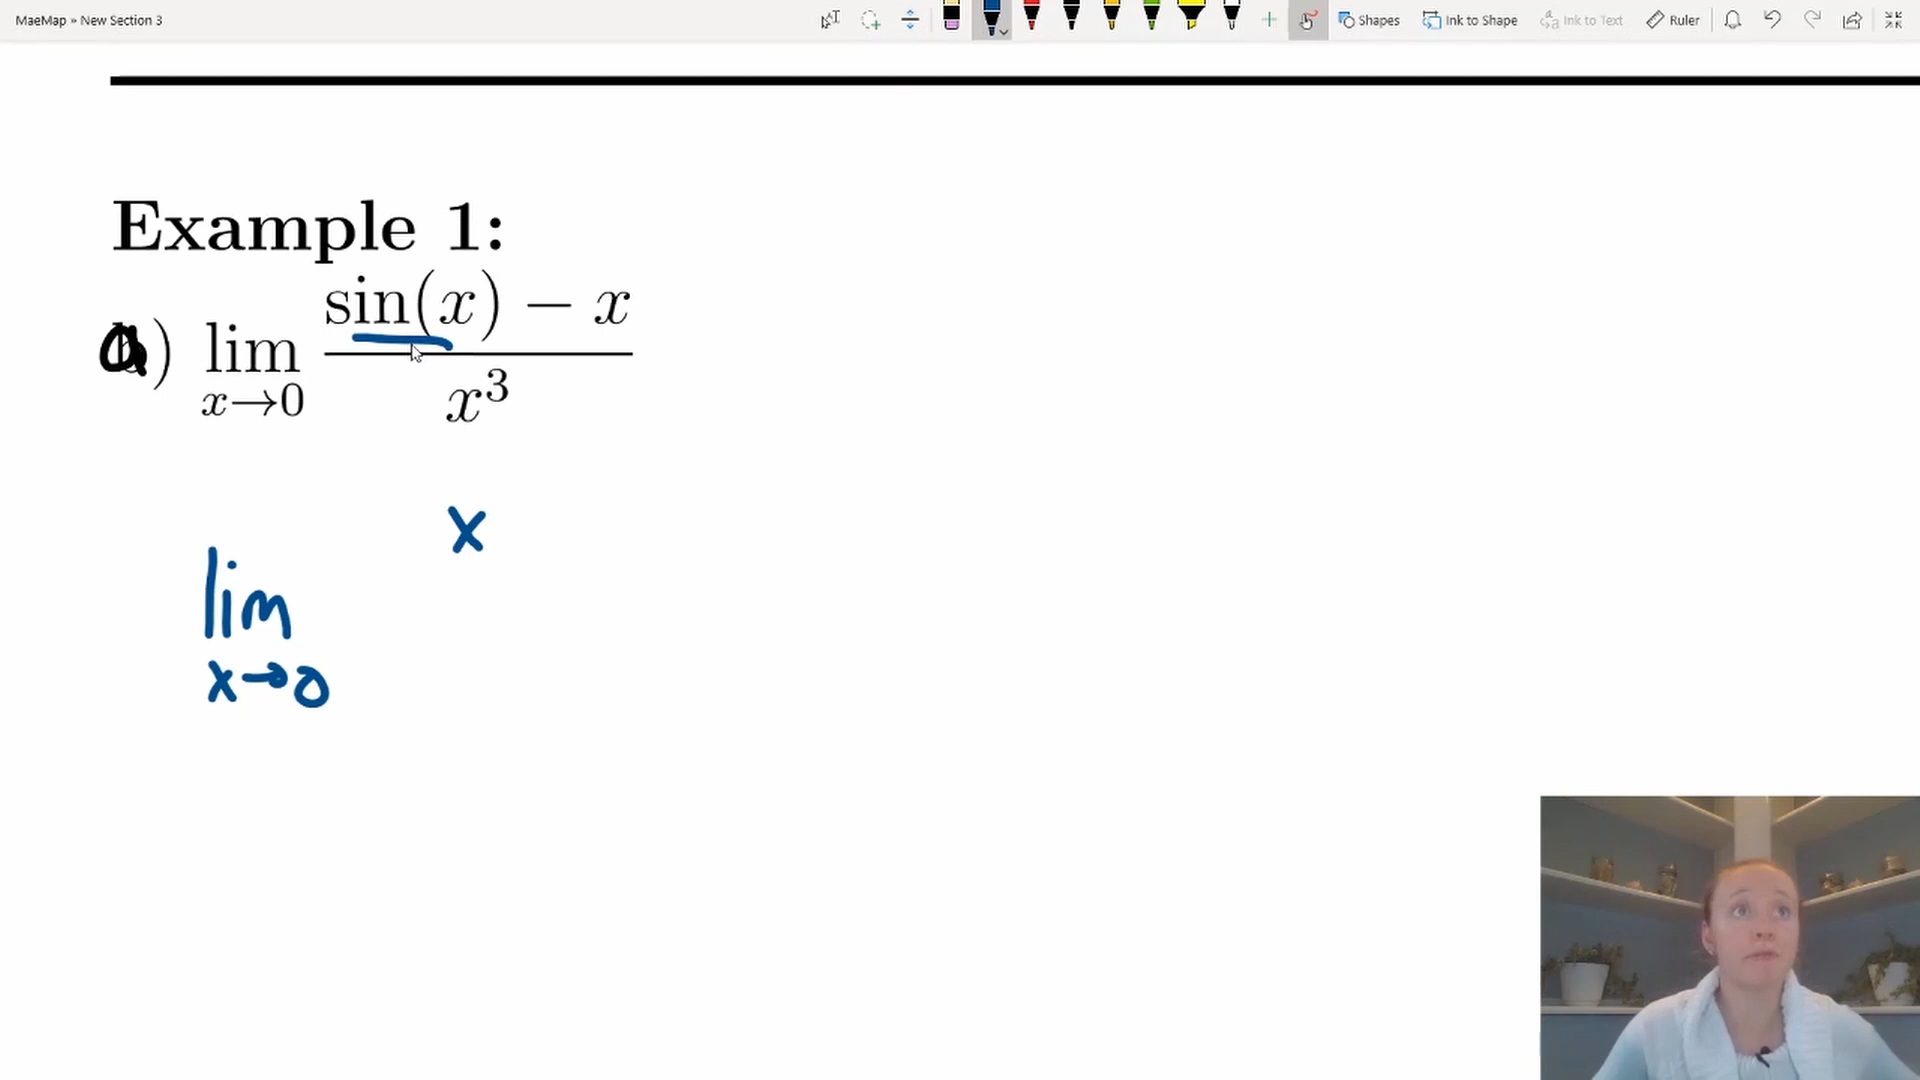 MaeMap » New Section 3
Shapes
Ink to Shape
Ink to Text
Ruler
Example 1:
a) lim x→0 (sin(x) − x) / x³
x
lim
x→0